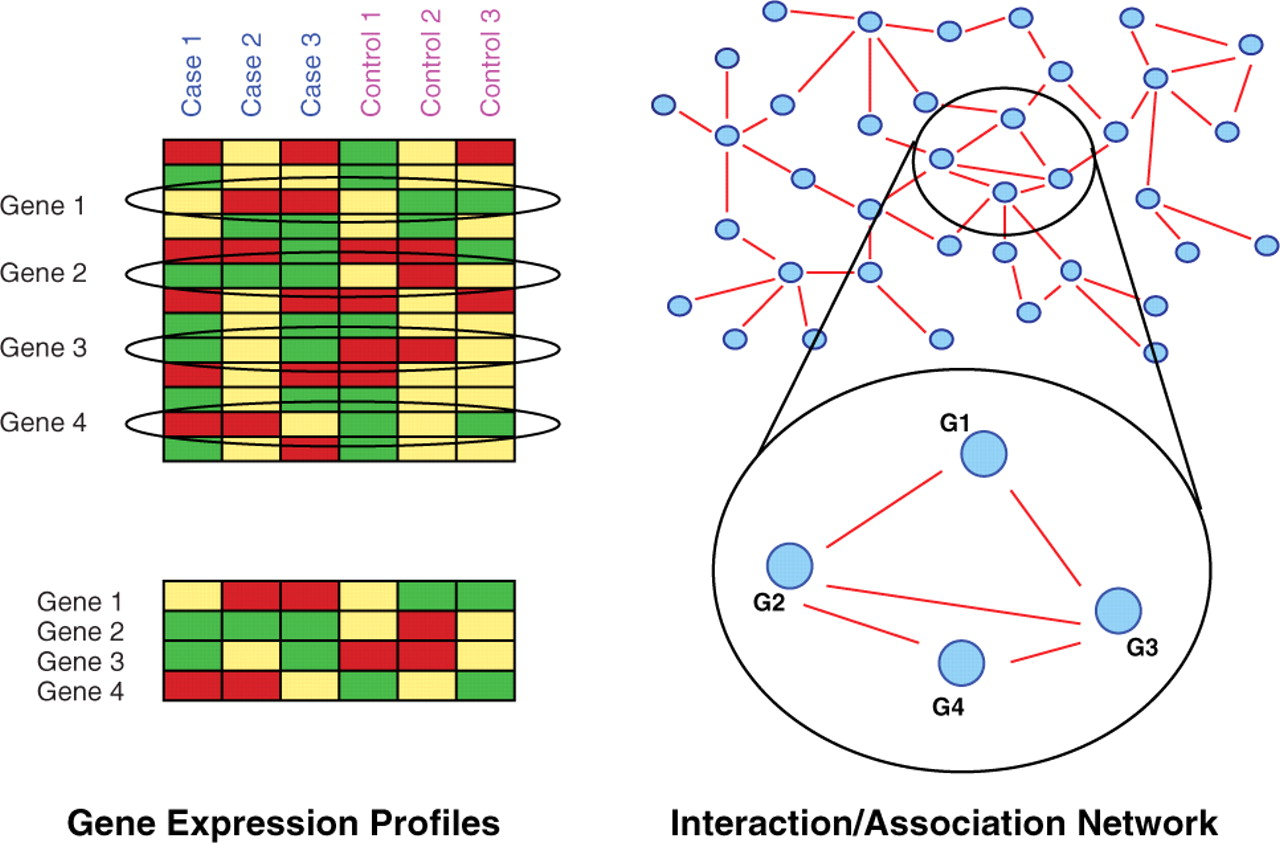 Case 1
Case 2
Case 3
Control 1
Control 2
Control 3
Gene 1
Gene 2
Gene 3
Gene 4
Gene 1
Gene 2
Gene 3
Gene 4
G1
G2
G3
G4
Gene Expression Profiles
Interaction/Association Network